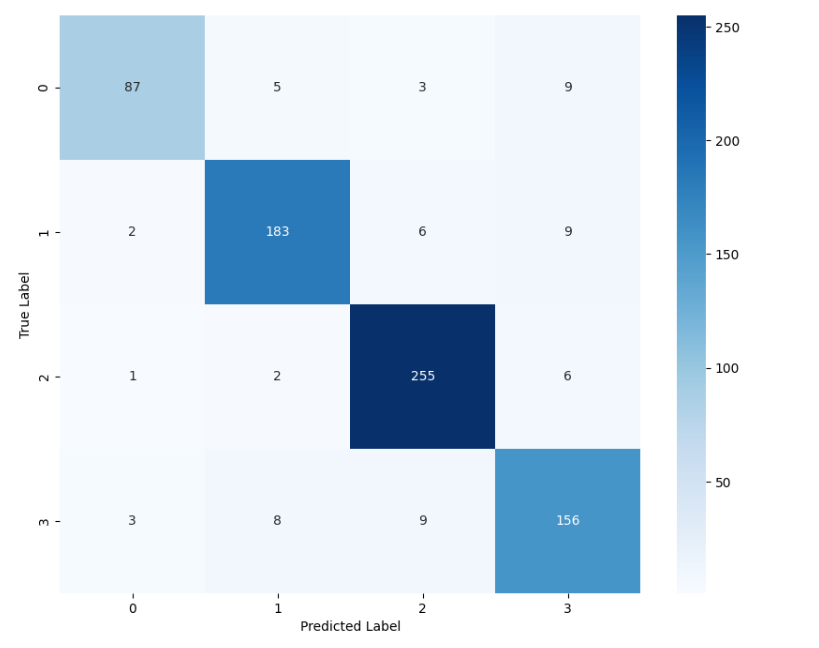 0 87 5 3 9
1 2 183 6 9
2 1 2 255 6
3 3 8 9 156
0 1 2 3
Predicted Label
True Label
250
200
150
100
50